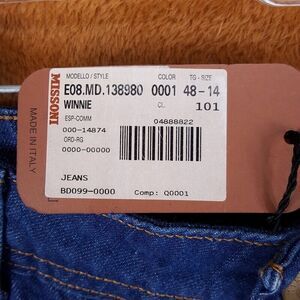 MISSONI
MADE IN ITALY
MODELLO / STYLE COLOR TG - SIZE
E08.MD.138980 0001 48-14
WINNIE CL. 101
ESP-COMM 04888822
000-14874
ORD-RG
0000-00000
JEANS
BD099-0000 Comp: Q0001